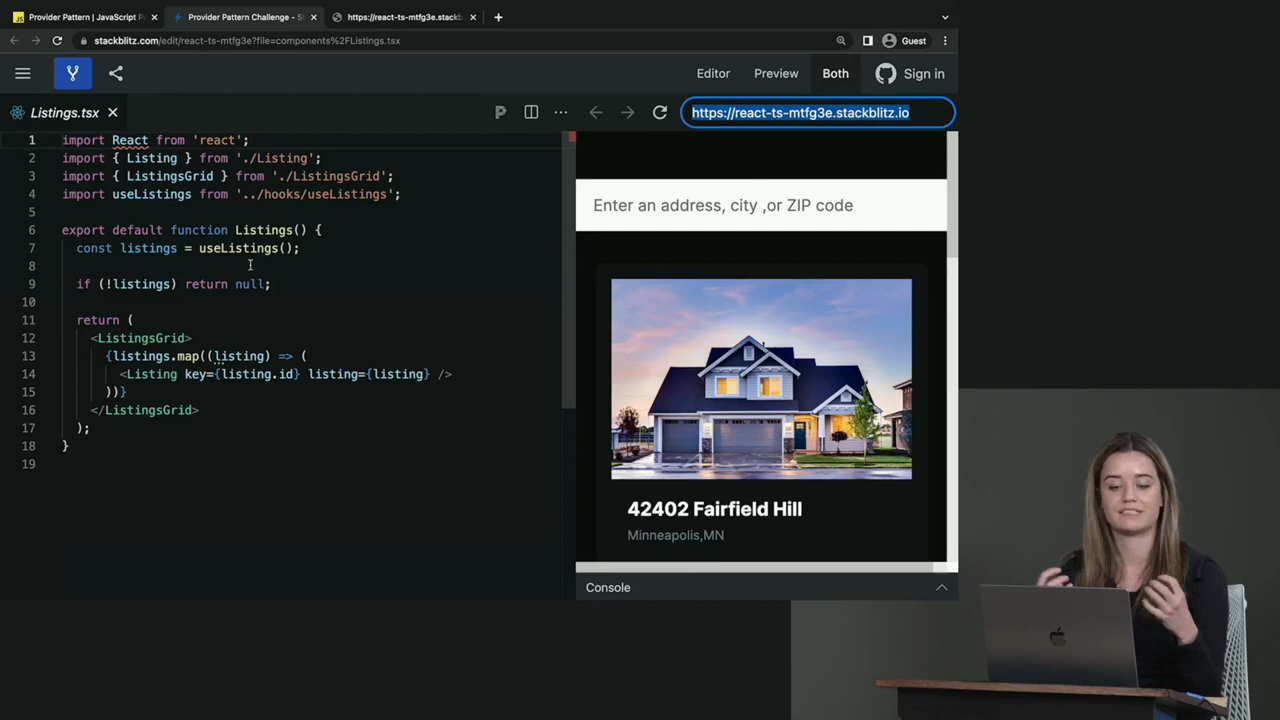 Provider Pattern | JavaScript Pa
Provider Pattern Challenge - St
https://react-ts-mtfg3e.stackb
stackblitz.com/edit/react-ts-mtfg3e?file=components%2FListings.tsx
Guest
Editor
Preview
Both
Sign in
Listings.tsx
https://react-ts-mtfg3e.stackblitz.io
1 import React from 'react';
2 import { Listing } from './Listing';
3 import { ListingsGrid } from './ListingsGrid';
4 import useListings from '../hooks/useListings';
5
6 export default function Listings() {
7 const listings = useListings();
8
9 if (!listings) return null;
10
11 return (
12 <ListingsGrid>
13 {listings.map((listing) => (
14 <Listing key={listing.id} listing={listing} />
15 ))}
16 </ListingsGrid>
17 );
18 }
19
Enter an address, city ,or ZIP code
42402 Fairfield Hill
Minneapolis,MN
Console